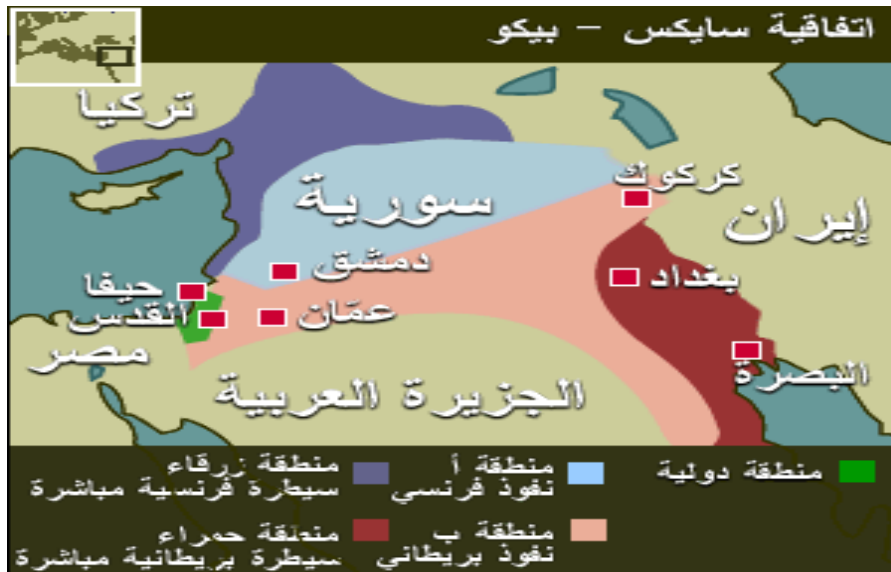 اتفاقية سايكس – بيكو
تركيا
كركوك
سورية
إيران
دمشق
بغداد
حيفا
القدس
عمّان
مصر
البصرة
الجزيرة العربية
منطقة دولية
منطقة أ
نفوذ فرنسي
منطقة زرقاء
سيطرة فرنسية مباشرة
منطقة ب
نفوذ بريطاني
منطقة حمراء
سيطرة بريطانية مباشرة